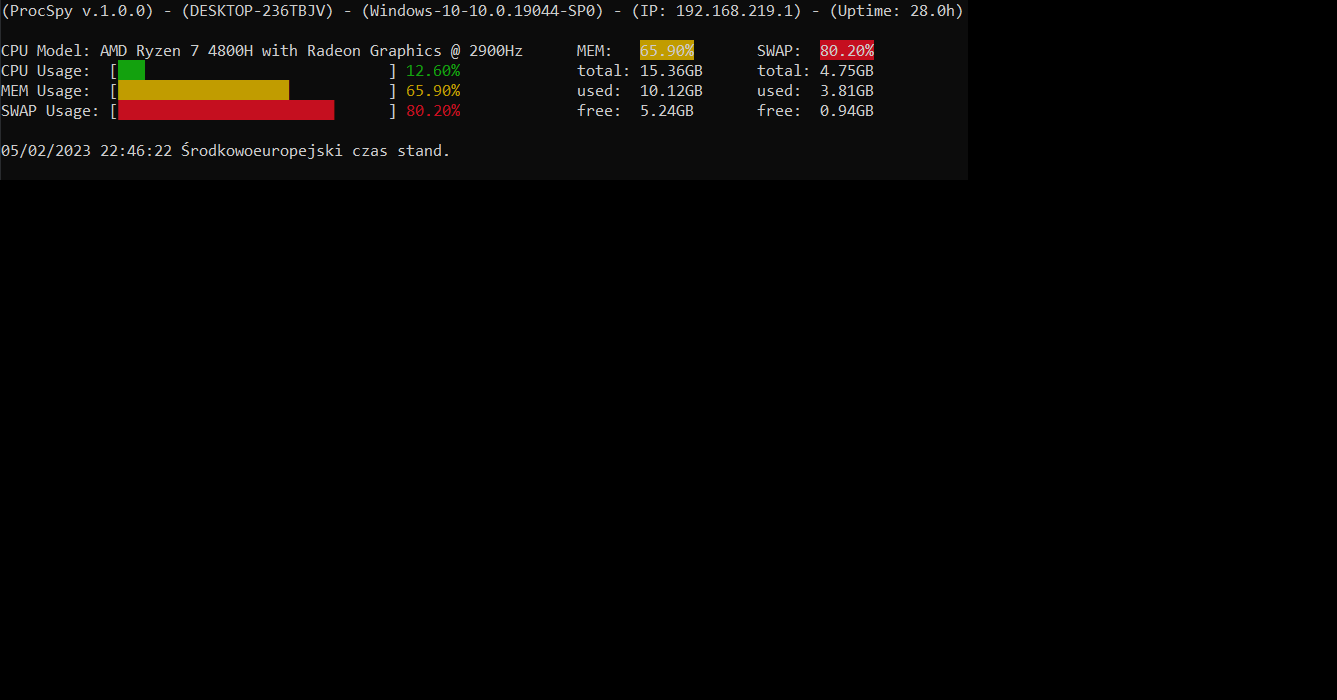 (ProcSpy v.1.0.0) - (DESKTOP-236TBJV) - (Windows-10-10.0.19044-SP0) - (IP: 192.168.219.1) - (Uptime: 28.0h)
CPU Model: AMD Ryzen 7 4800H with Radeon Graphics @ 2900Hz MEM: 65.90% SWAP: 80.20%
CPU Usage: [ ] 12.60% total: 15.36GB total: 4.75GB
MEM Usage: [ ] 65.90% used: 10.12GB used: 3.81GB
SWAP Usage: [ ] 80.20% free: 5.24GB free: 0.94GB
05/02/2023 22:46:22 Środkowoeuropejski czas stand.